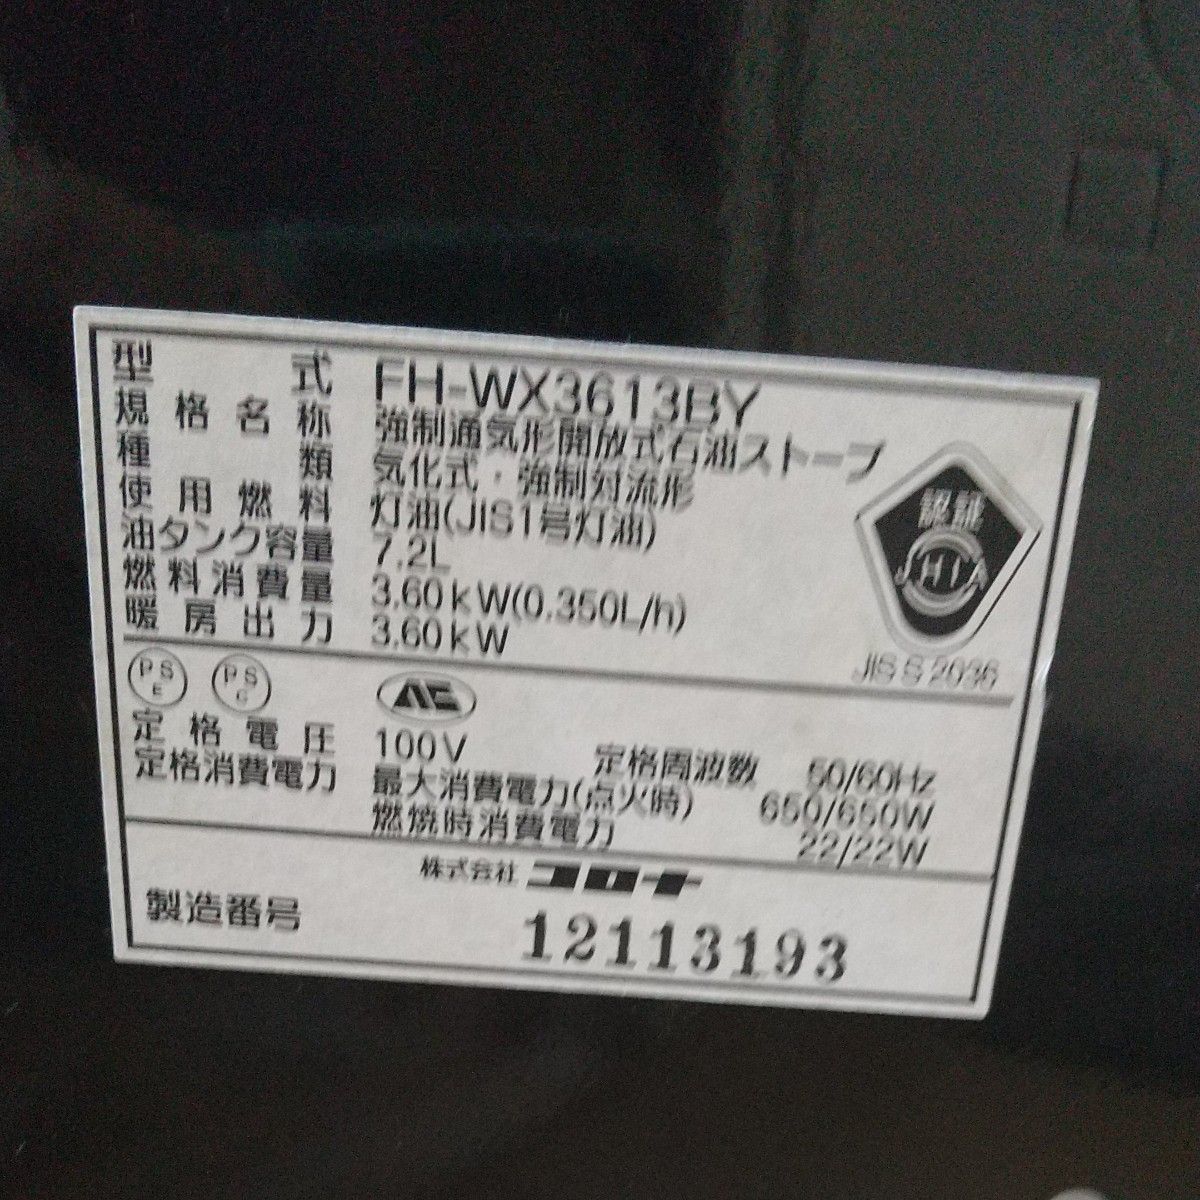 型式 FH-WX3613BY
規格名称 強制通気形開放式石油ストーブ
種類 気化式・強制対流形
使用燃料 灯油(JIS1号灯油)
油タンク容量 7.2L
燃料消費量 3.60kW(0.350L/h)
暖房出力 3.60kW
認証
JHIA
JIS S 2036
PSE PSC
定格電圧 100V 定格周波数 50/60Hz
定格消費電力 最大消費電力(点火時) 650/650W
燃焼時消費電力 22/22W
株式会社 コロナ
製造番号 12113193